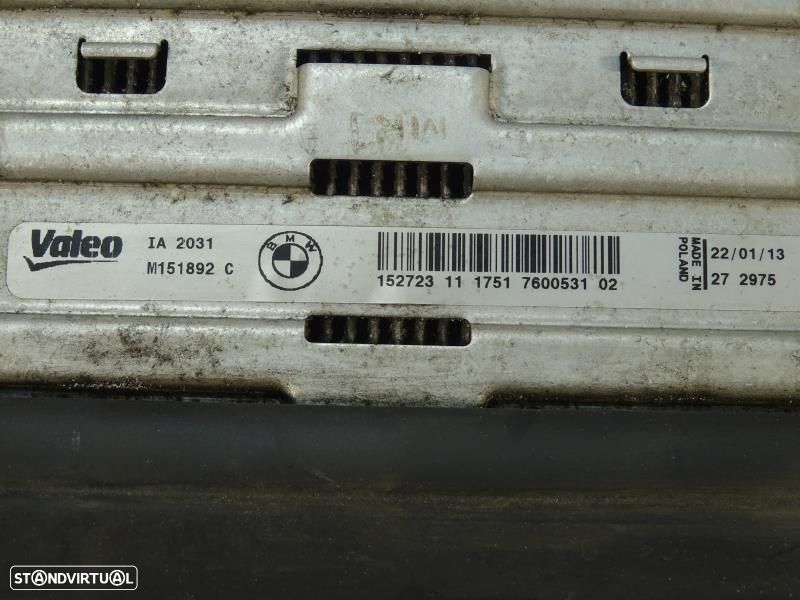 Valeo
IA 2031
M151892 C
BMW
152723 11 1751 7600531 02
MADE IN
POLAND
22/01/13
27 2975
STANDVIRTUAL